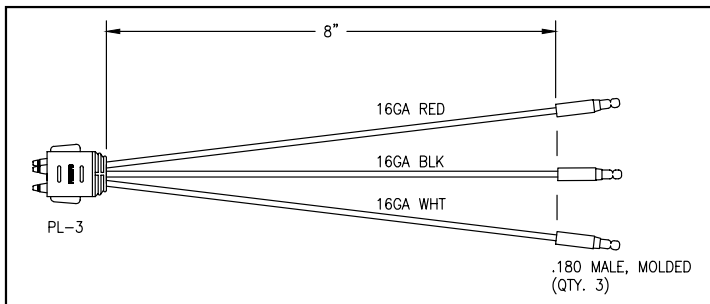 8"
16GA RED
16GA BLK
16GA WHT
PL-3
.180 MALE, MOLDED
(QTY. 3)